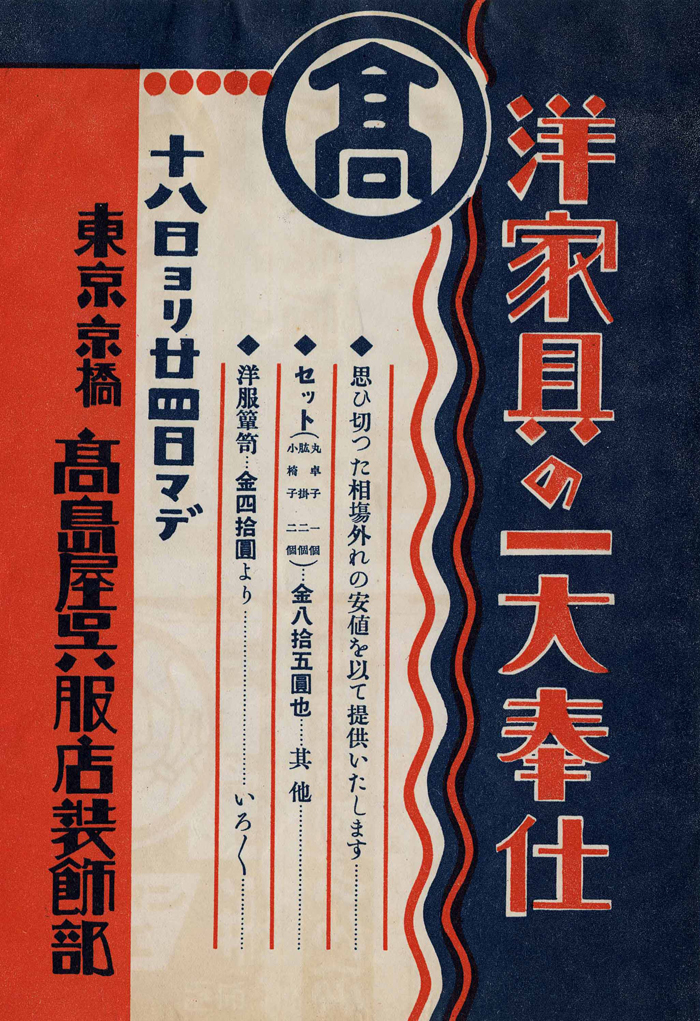 洋家具の一大奉仕
髙
◆思ひ切つた相塲外れの安値を以て提供いたします…………
◆セット(丸卓子 一個 肱掛 二個 小椅子 二個)…金八拾五圓也……其他…………
◆洋服簞笥…金四拾圓より…………いろ〱…………
十八日ヨリ廿四日マデ
東京京橋 髙島屋呉服店装飾部